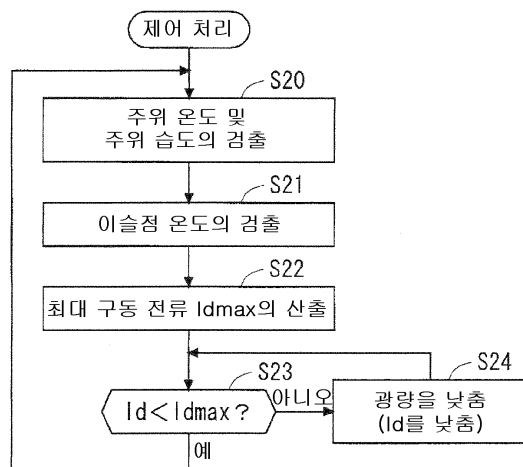 제어 처리
S20
주위 온도 및
주위 습도의 검출
S21
이슬점 온도의 검출
S22
최대 구동 전류 Idmax의 산출
S23
Id<Idmax?
아니오
예
S24
광량을 낮춤
(Id를 낮춤)